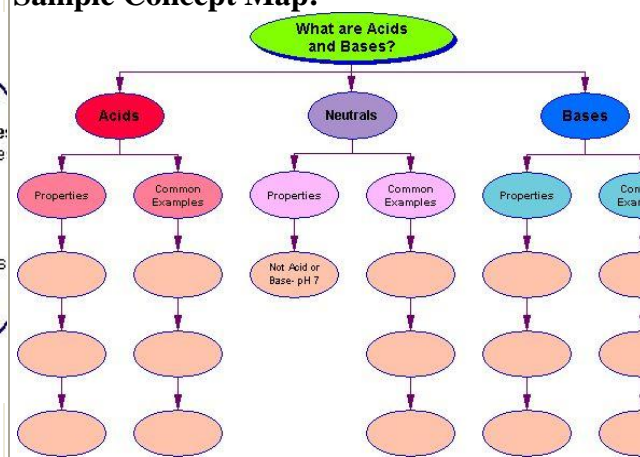 Sample Concept Map:
What are Acids
and Bases?
Acids
Neutrals
Bases
Properties
Common
Examples
Properties
Common
Examples
Properties
Not Acid or
Base- pH 7